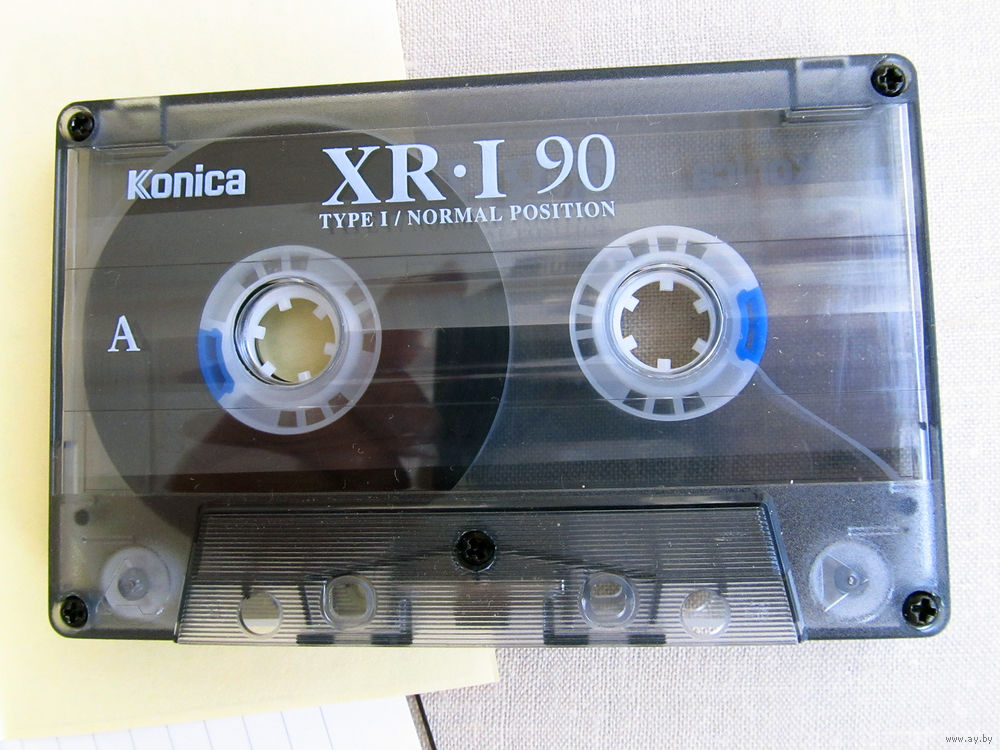 Konica
XR·I 90
TYPE I / NORMAL POSITION
A
www.ay.by